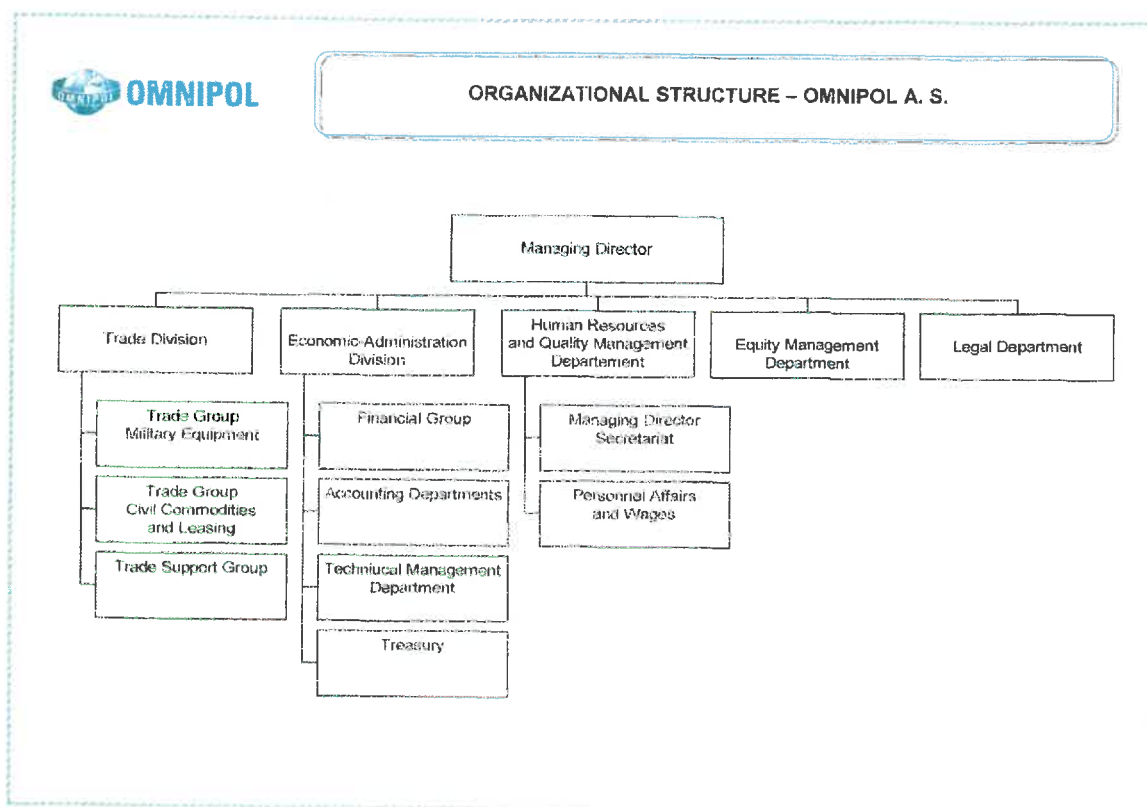 OMNIPOL
OMNIPOL
ORGANIZATIONAL STRUCTURE – OMNIPOL A. S.
Managing Director
Trade Division
Economic-Administration
Division
Human Resources
and Quality Management
Departement
Equity Management
Department
Legal Department
Trade Group
Military Equipment
Trade Group
Civil Commodities
and Leasing
Trade Support Group
Financial Group
Accounting Departments
Techniucal Management
Department
Treasury
Managing Director
Secretariat
Personnal Affairs
and Wages